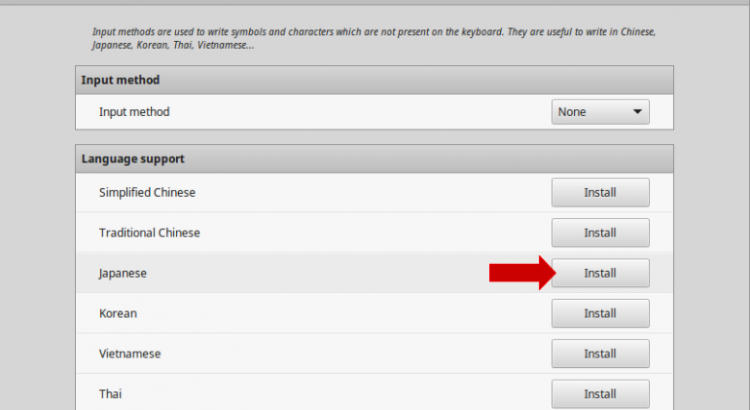 Input methods are used to write symbols and characters which are not present on the keyboard. They are useful to write in Chinese,
Japanese, Korean, Thai, Vietnamese...
Input method
Input method None
Language support
Simplified Chinese Install
Traditional Chinese Install
Japanese Install
Korean Install
Vietnamese Install
Thai Install